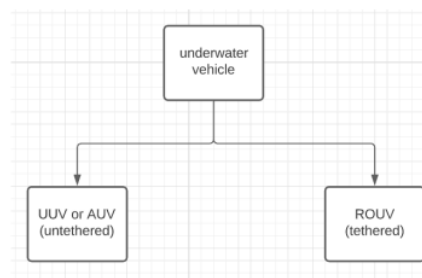 underwater
vehicle
UUV or AUV
(untethered)
ROUV
(tethered)